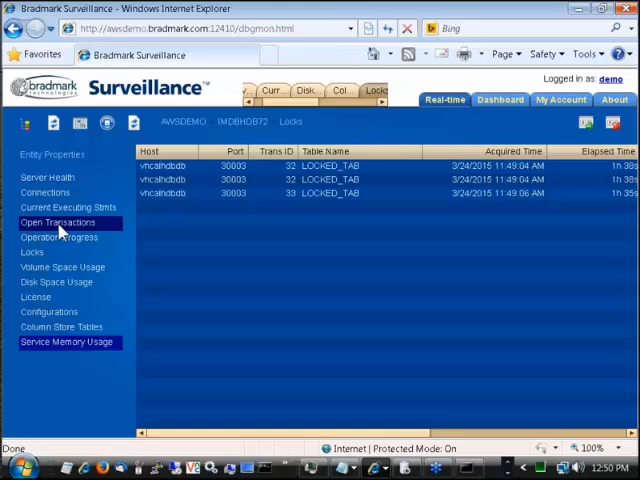 Bradmark Surveillance - Windows Internet Explorer
http://awsdemo.bradmark.com:12410/dbgmon.html
Bing
Favorites
Bradmark Surveillance
Page
Safety
Tools
bradmark
technologies
Surveillance™
Logged in as: demo
Curr...
Disk...
Col...
Locks
Real-time
Dashboard
My Account
About
AWSDEMO
IMDBHDB72
Locks
Entity Properties
Server Health
Connections
Current Executing Stmts
Open Transactions
Operation Progress
Locks
Volume Space Usage
Disk Space Usage
License
Configurations
Column Store Tables
Service Memory Usage
Host Port Trans ID Table Name Acquired Time Elapsed Time
vhcalhdbdb 30003 32 LOCKED_TAB 3/24/2015 11:49:04 AM 1h 38s
vhcalhdbdb 30003 32 LOCKED_TAB 3/24/2015 11:49:04 AM 1h 38s
vhcalhdbdb 30003 33 LOCKED_TAB 3/24/2015 11:49:06 AM 1h 35s
Done
Internet | Protected Mode: On
100%
12:50 PM